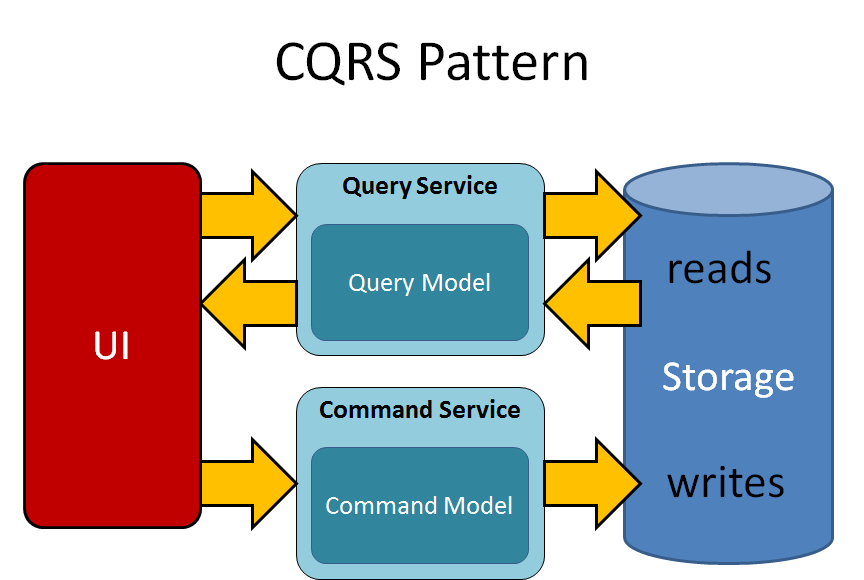 CQRS Pattern
UI
Query Service
Query Model
Command Service
Command Model
reads
Storage
writes